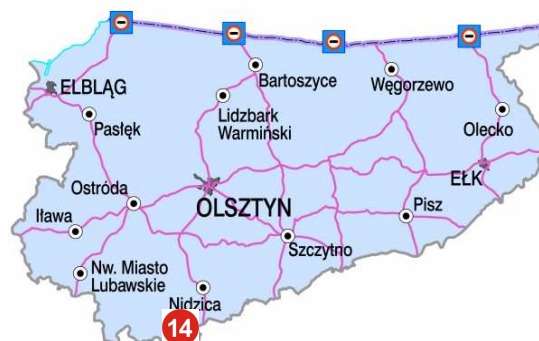 ELBLĄG
Bartoszyce
Węgorzewo
Lidzbark
Warmiński
Pasłęk
Olecko
Ostróda
EŁK
OLSZTYN
Pisz
Iława
Szczytno
Nw. Miasto
Lubawskie
Nidzica
14